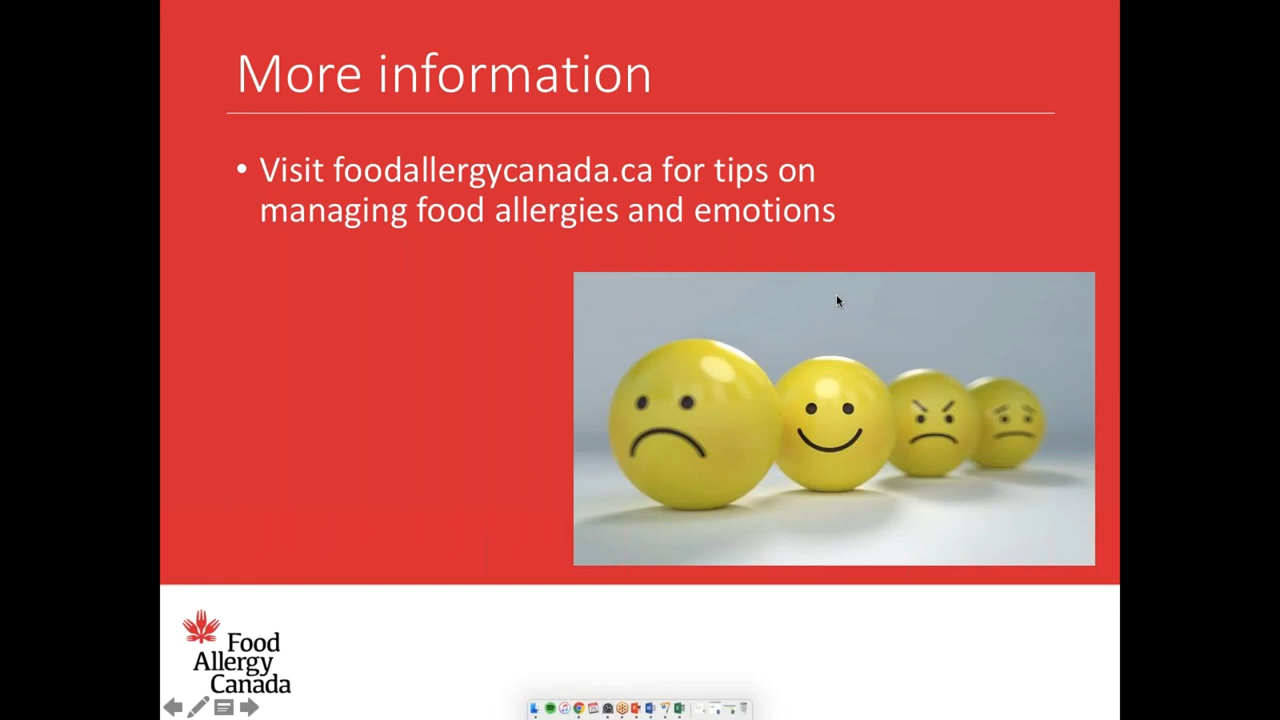 More information
• Visit foodallergycanada.ca for tips on
managing food allergies and emotions
Food
Allergy
Canada